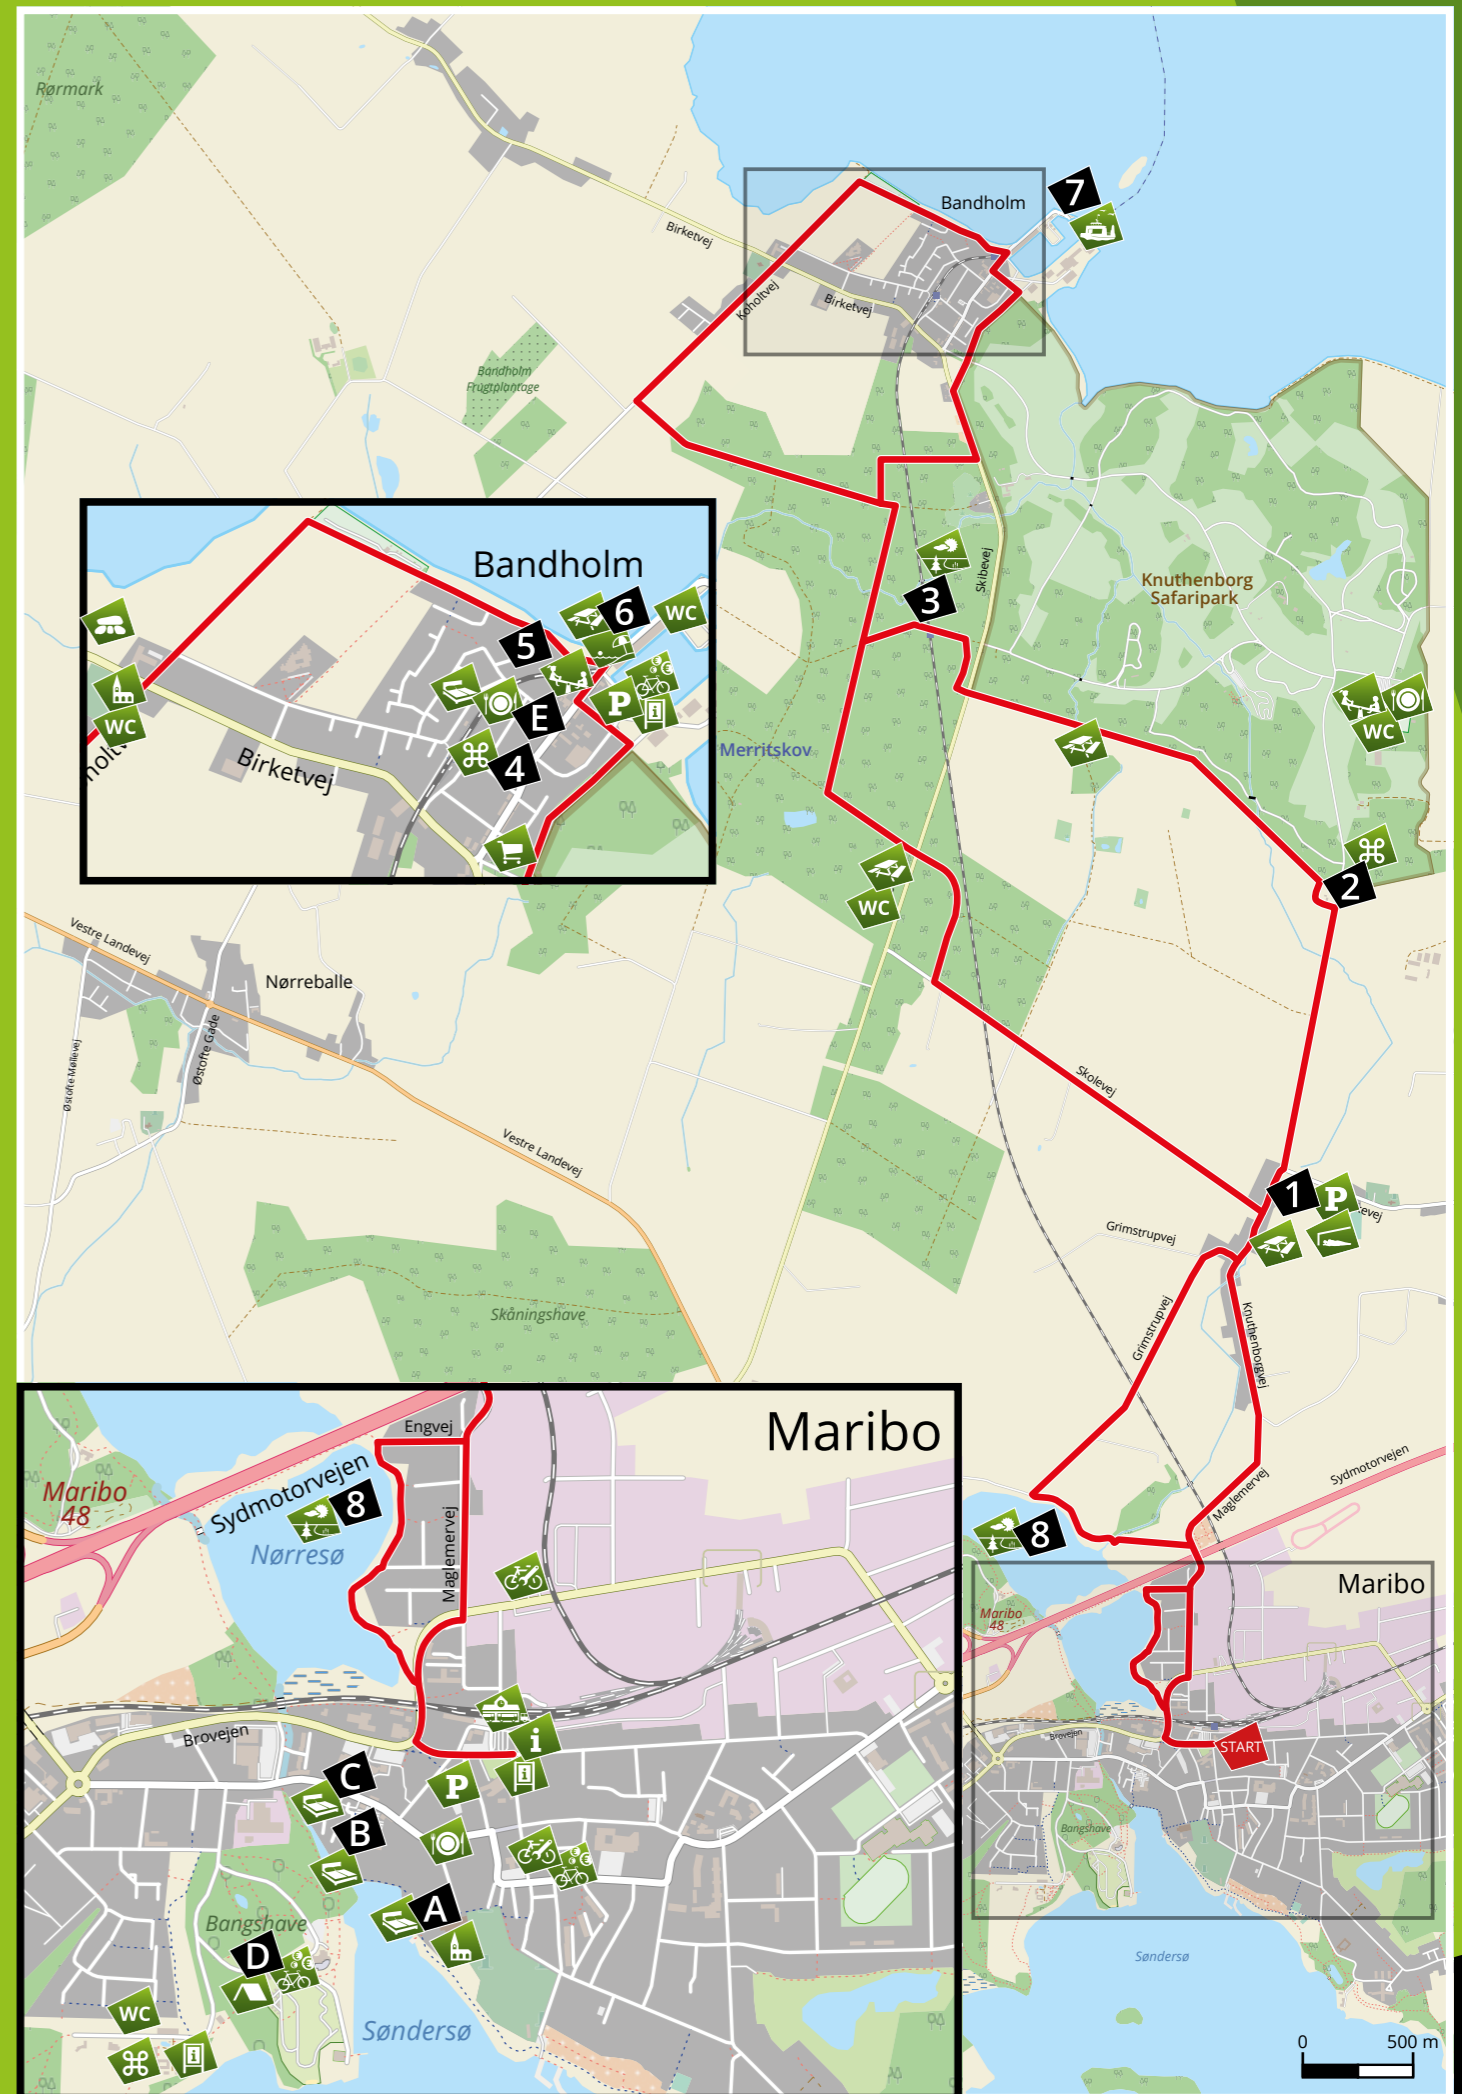 Rørmark
Bandholm
7
Birketvej
Koholtvej
Birketvej
Bandholm
Frugtplantage
Bandholm
6
WC
5
P
E
WC
4
Birketvej
3
Skibevej
Knuthenborg
Safaripark
WC
Merritskov
2
WC
Vestre Landevej
Nørreballe
Østofte Gade
Østofte Møllevej
Skolevej
Vestre Landevej
1
P
Grimstrupvej
Grimstrupvej
Knuthenborgvej
Skåningshave
Maribo
Engvej
Maribo
48
Sydmotorvejen
8
Nørresø
Maglemervej
Brovejen
i
C
P
B
A
Bangshave
D
WC
Søndersø
Sydmotorvejen
Maglemervej
8
Maribo
Maribo
48
Brovejen
START
Bangshave
Søndersø
0 500 m